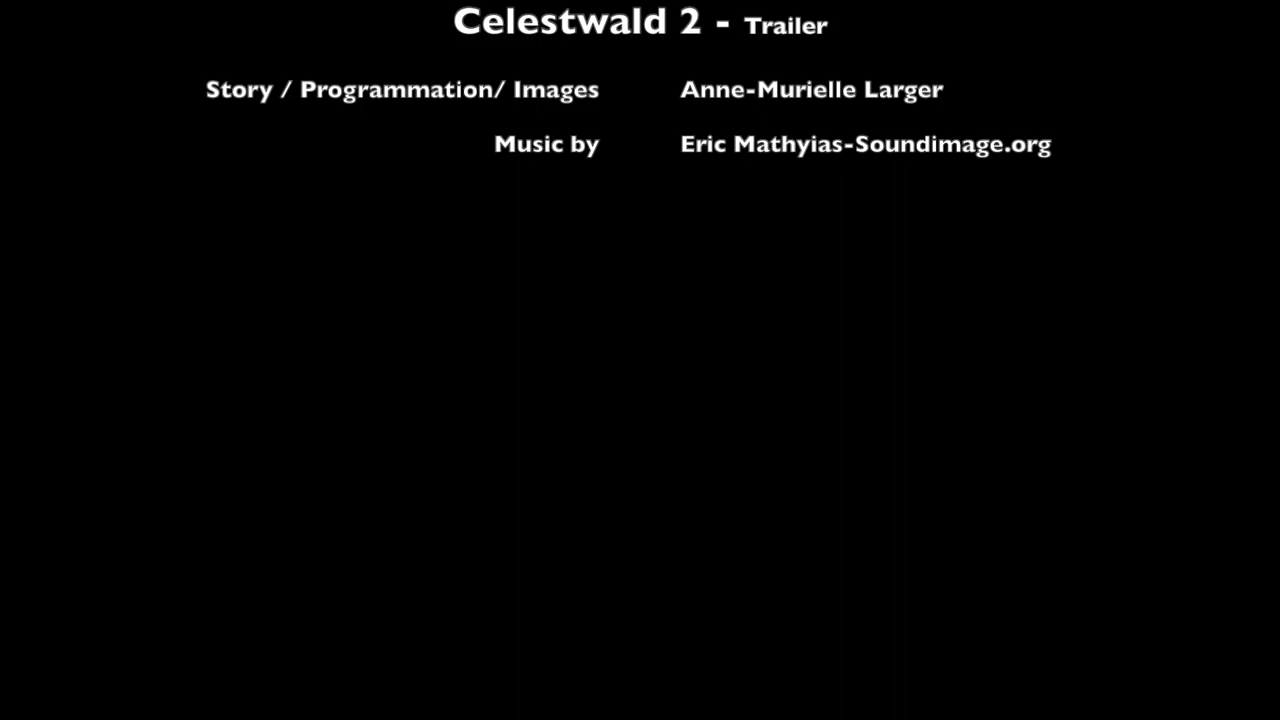 Celestwald 2 - Trailer
Story / Programmation/ Images Anne-Murielle Larger
Music by Eric Mathyias-Soundimage.org